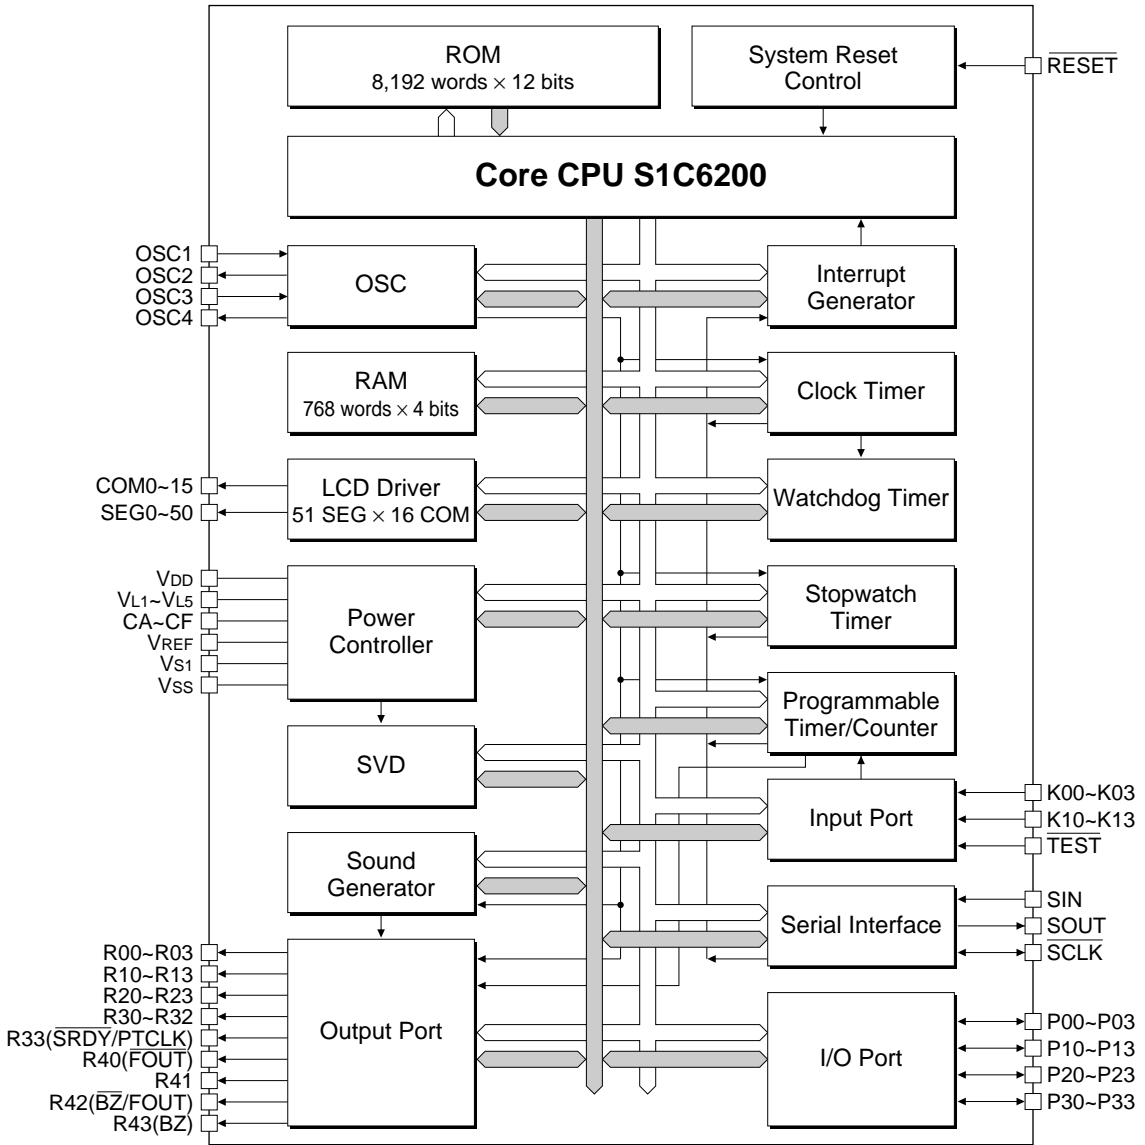 ROM
8,192 words × 12 bits
System Reset
Control
RESET
Core CPU S1C6200
OSC1
OSC2
OSC3
OSC4
OSC
Interrupt
Generator
RAM
768 words × 4 bits
Clock Timer
COM0~15
SEG0~50
LCD Driver
51 SEG × 16 COM
Watchdog Timer
VDD
VL1~VL5
CA~CF
VREF
VS1
VSS
Power
Controller
Stopwatch
Timer
Programmable
Timer/Counter
SVD
Input Port
K00~K03
K10~K13
TEST
Sound
Generator
Serial Interface
SIN
SOUT
SCLK
R00~R03
R10~R13
R20~R23
R30~R32
R33(SRDY/PTCLK)
R40(FOUT)
R41
R42(BZ/FOUT)
R43(BZ)
Output Port
I/O Port
P00~P03
P10~P13
P20~P23
P30~P33